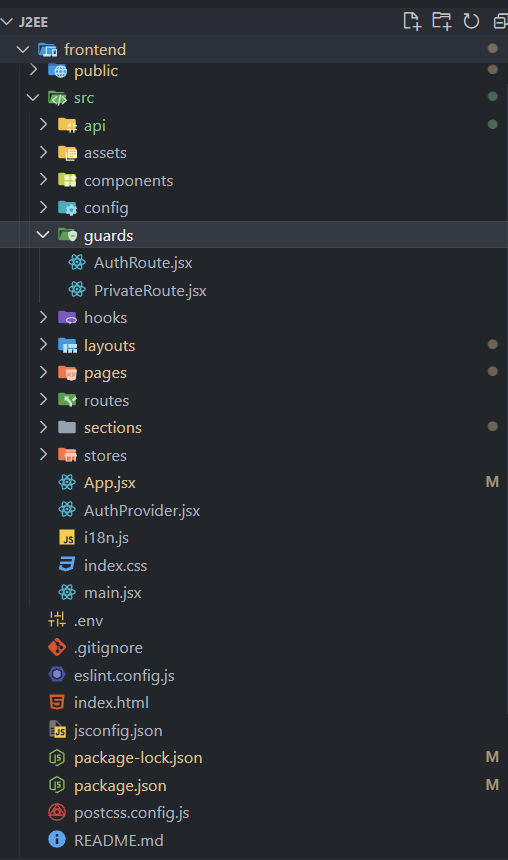 J2EE
frontend
public
src
api
assets
components
config
guards
AuthRoute.jsx
PrivateRoute.jsx
hooks
layouts
pages
routes
sections
stores
App.jsx M
AuthProvider.jsx
JS i18n.js
index.css
main.jsx
.env
.gitignore
eslint.config.js
index.html
JS jsconfig.json
package-lock.json M
package.json M
postcss.config.js
README.md